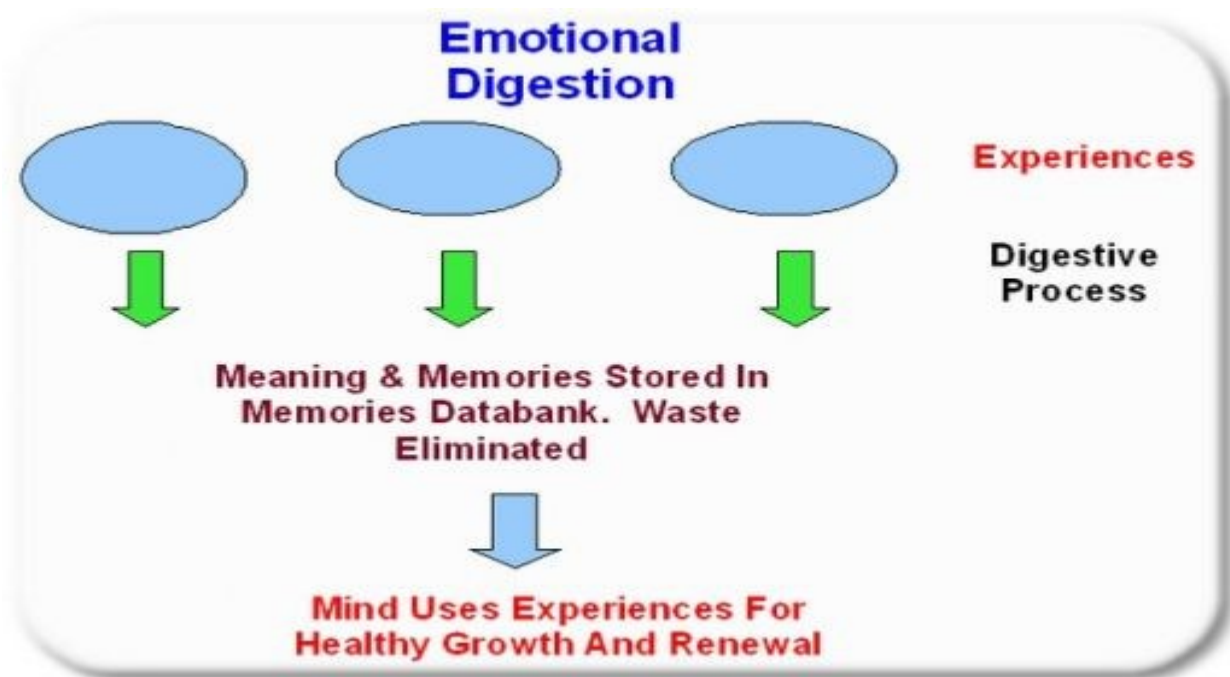 Emotional
Digestion
Experiences
Digestive
Process
Meaning & Memories Stored In
Memories Databank.  Waste
Eliminated
Mind Uses Experiences For
Healthy Growth And Renewal